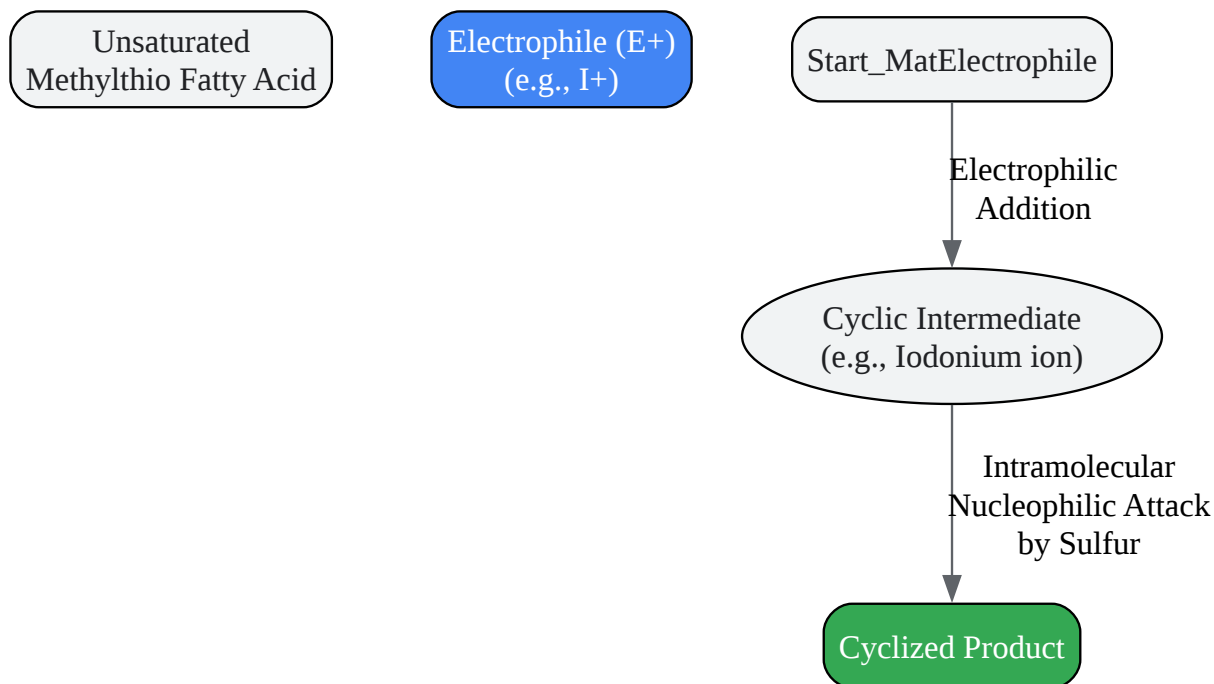 Unsaturated
Methylthio Fatty Acid
Electrophile (E+)
(e.g., I+)
Start_MatElectrophile
Electrophilic
Addition
Cyclic Intermediate
(e.g., Iodonium ion)
Intramolecular
Nucleophilic Attack
by Sulfur
Cyclized Product